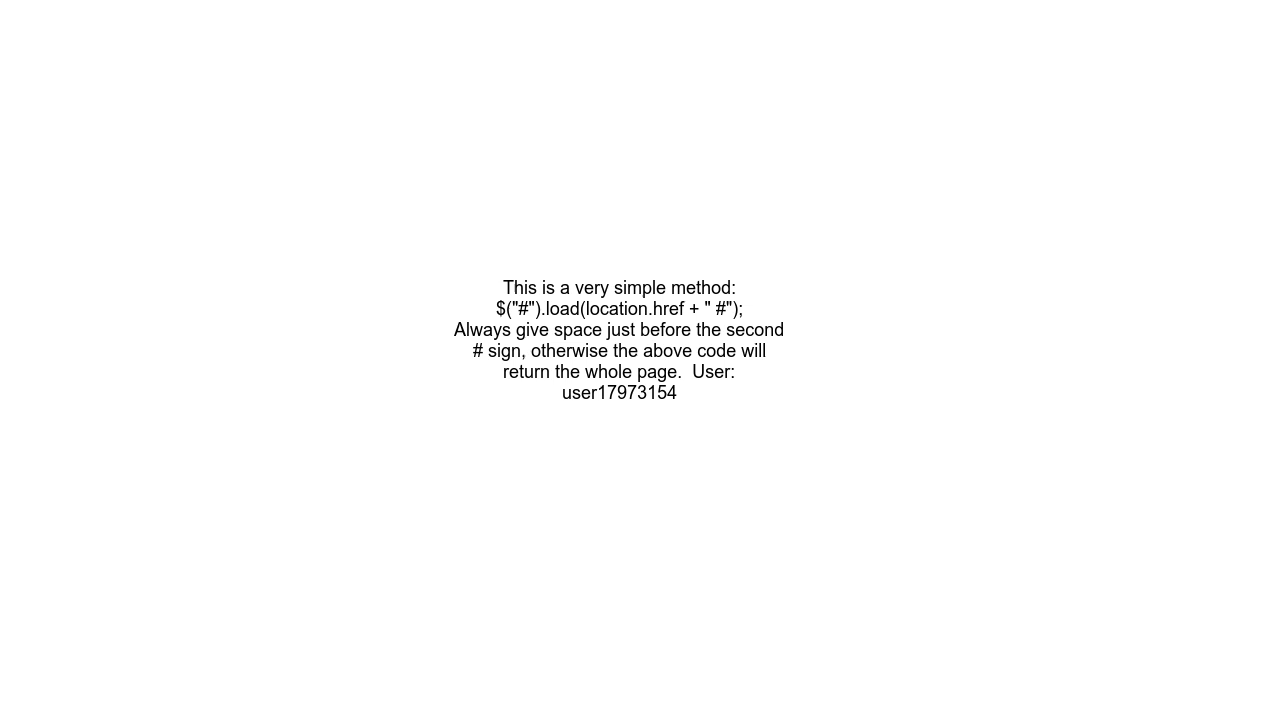 This is a very simple method:
$("#").load(location.href + " #");
Always give space just before the second
# sign, otherwise the above code will
return the whole page.  User:
user17973154